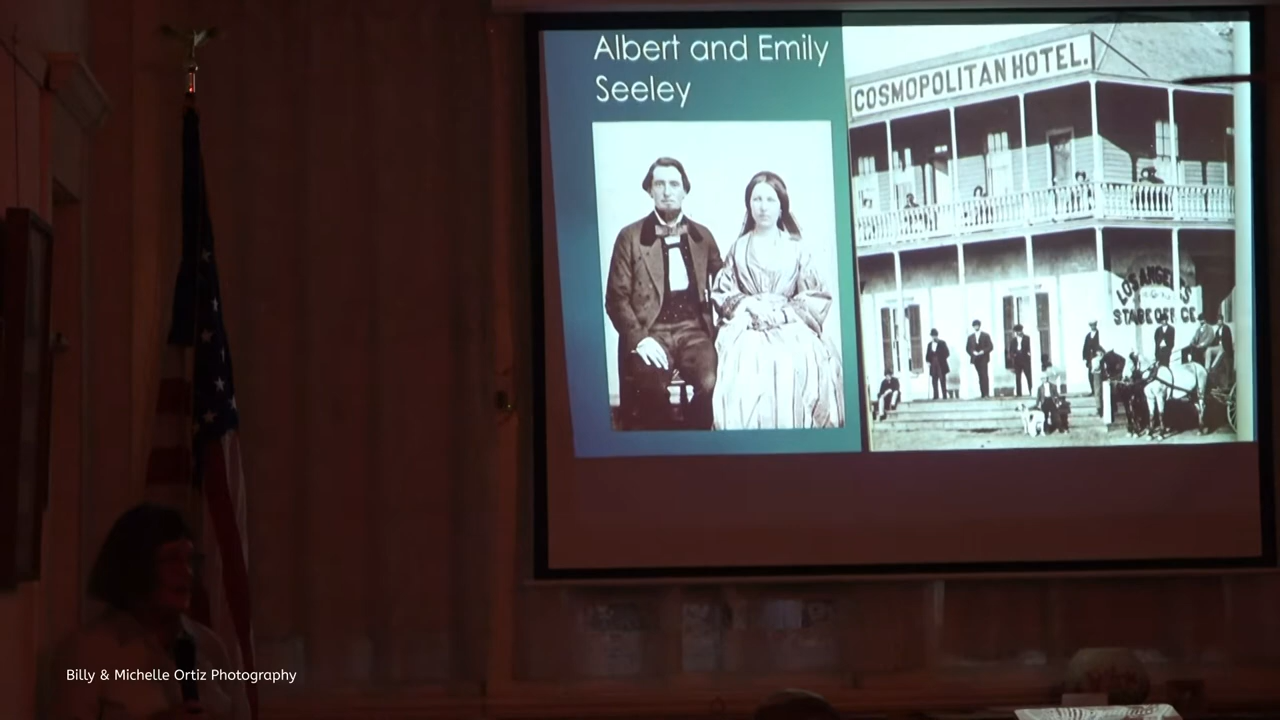 Albert and Emily
Seeley
COSMOPOLITAN HOTEL.
LOS ANGELES
STAGE OFFICE
Billy & Michelle Ortiz Photography